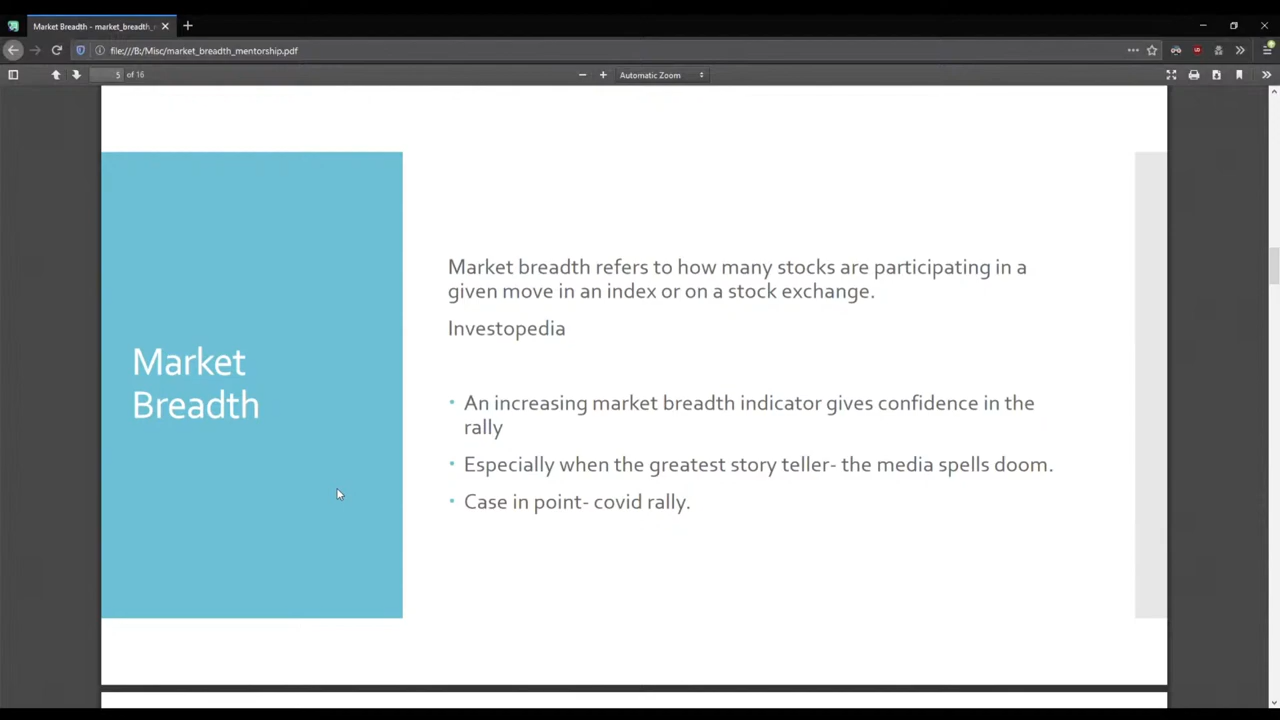 Market Breadth - market_breadth_
file:///B:/Misc/market_breadth_mentorship.pdf
5 of 16
Automatic Zoom
Market
Breadth
Market breadth refers to how many stocks are participating in a
given move in an index or on a stock exchange.
Investopedia
• An increasing market breadth indicator gives confidence in the
rally
• Especially when the greatest story teller- the media spells doom.
• Case in point- covid rally.